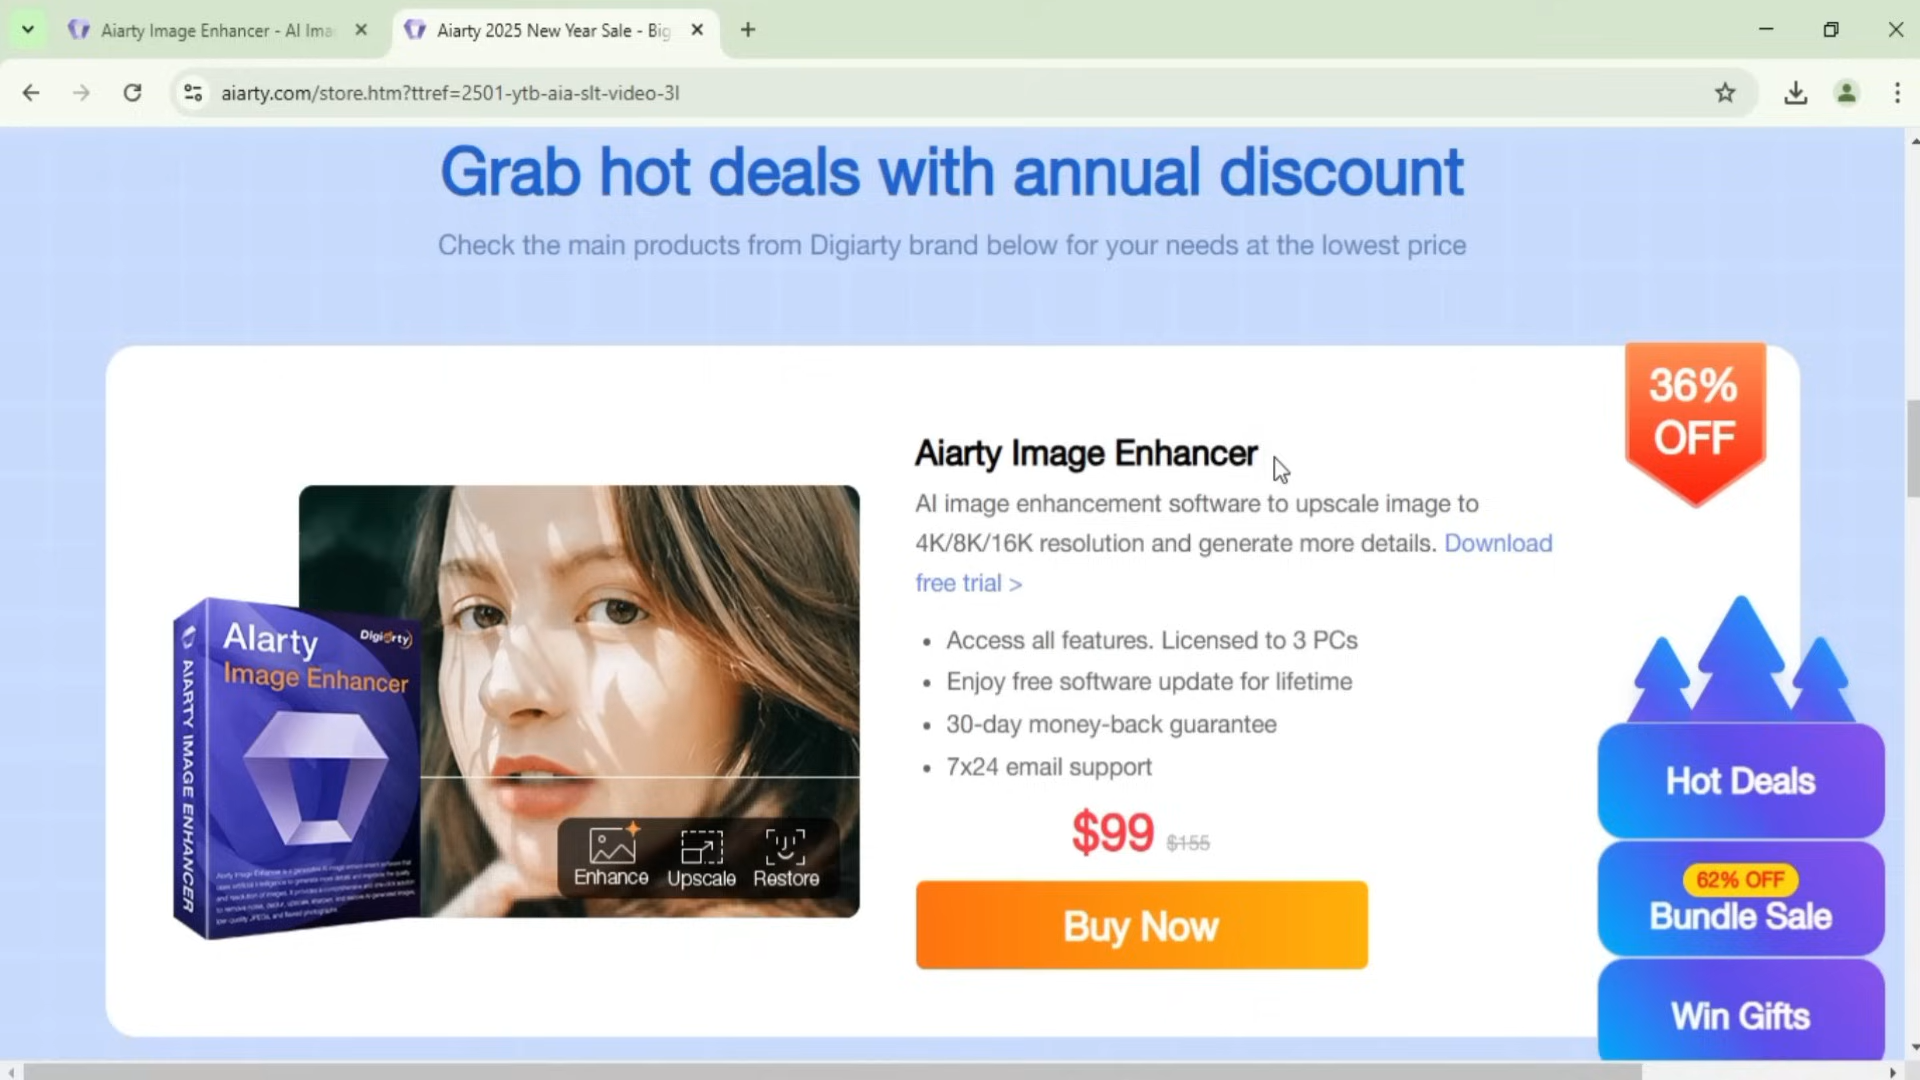 Aiarty Image Enhancer - AI Ima
Aiarty 2025 New Year Sale - Big
aiarty.com/store.htm?ttref=2501-ytb-aia-slt-video-3l
Grab hot deals with annual discount
Check the main products from Digiarty brand below for your needs at the lowest price
36%
OFF
Aiarty Image Enhancer
AI image enhancement software to upscale image to
4K/8K/16K resolution and generate more details. Download
free trial >
• Access all features. Licensed to 3 PCs
• Enjoy free software update for lifetime
• 30-day money-back guarantee
• 7x24 email support
$99 $155
Buy Now
AIarty
Digiarty
Image Enhancer
AIARTY IMAGE ENHANCER
Enhance Upscale Restore
Hot Deals
62% OFF
Bundle Sale
Win Gifts